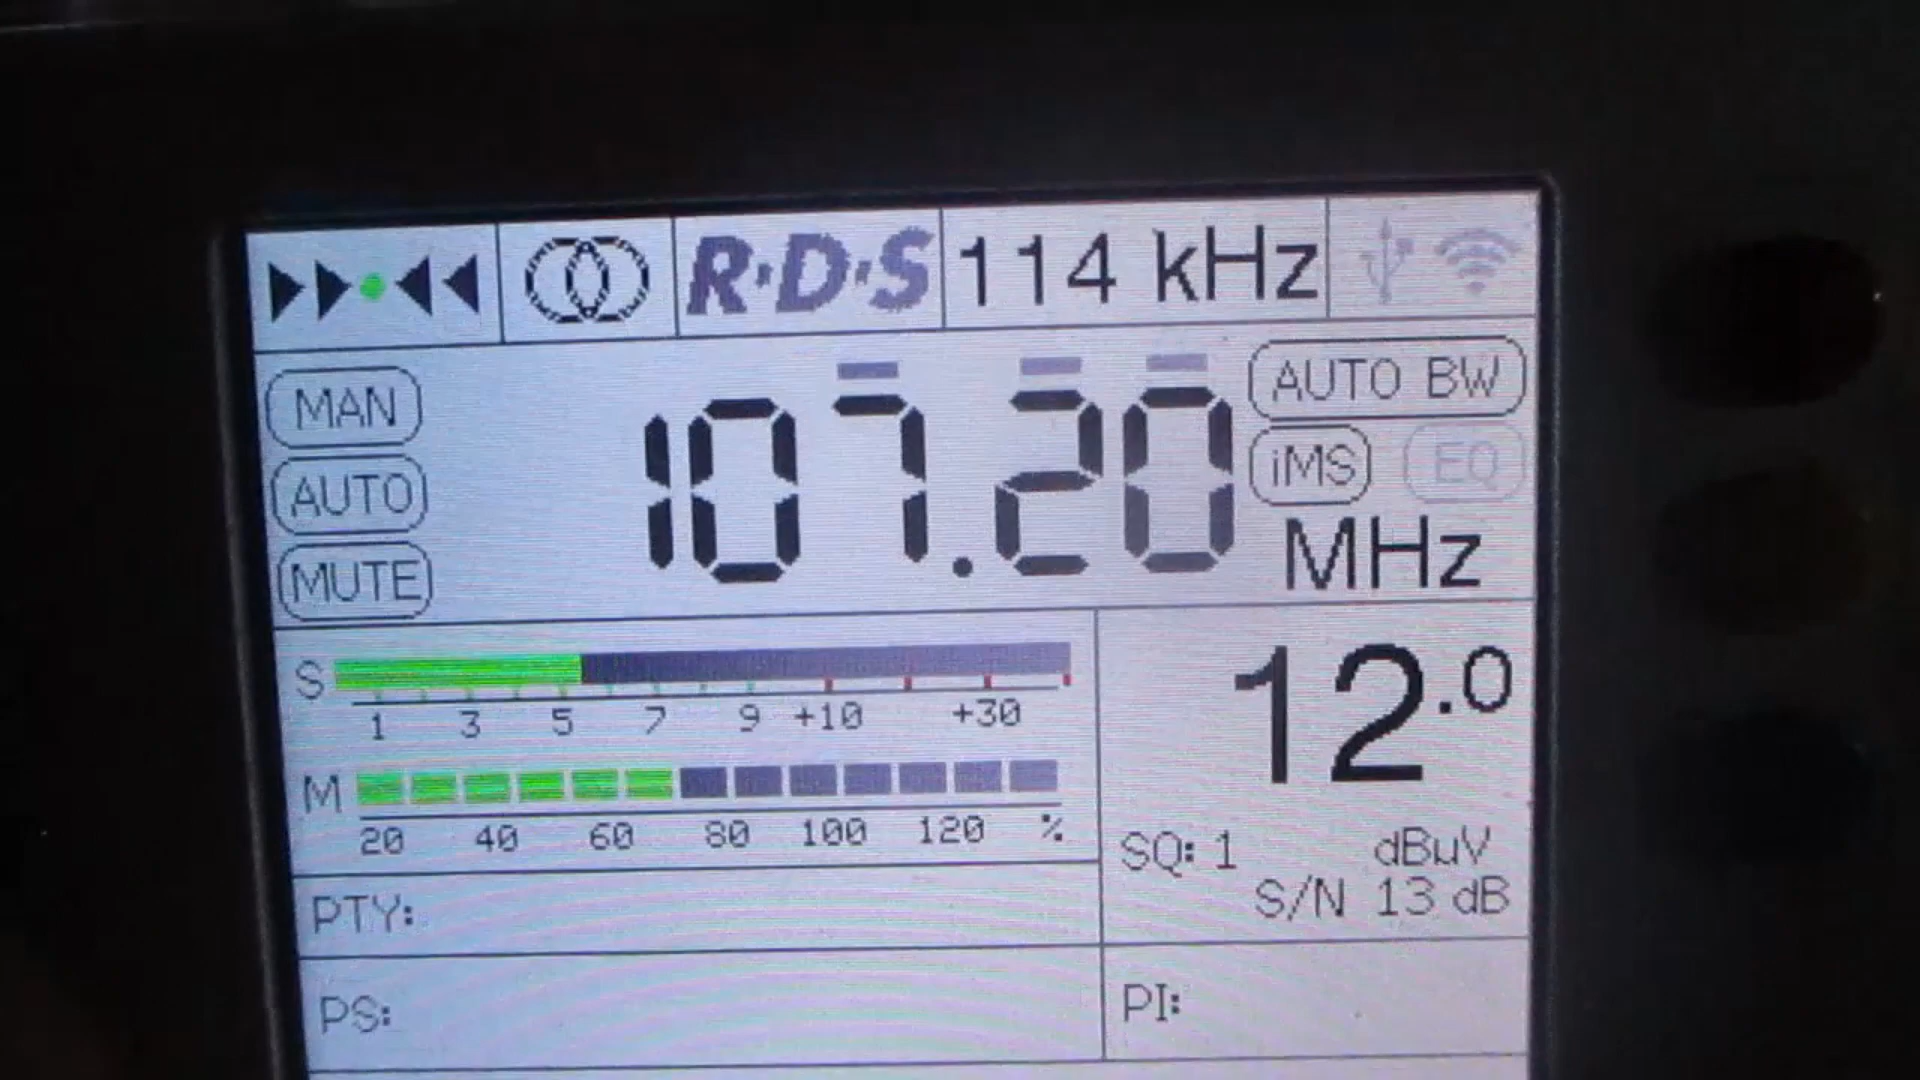 R·D·S 114 kHz
MAN 107.20 AUTO BW
AUTO iMS EQ
MUTE MHz
S 1 3 5 7 9 +10 +30
12.0
M 20 40 60 80 100 120 %
SQ: 1 dBuV
S/N 13 dB
PTY:
PS: PI: